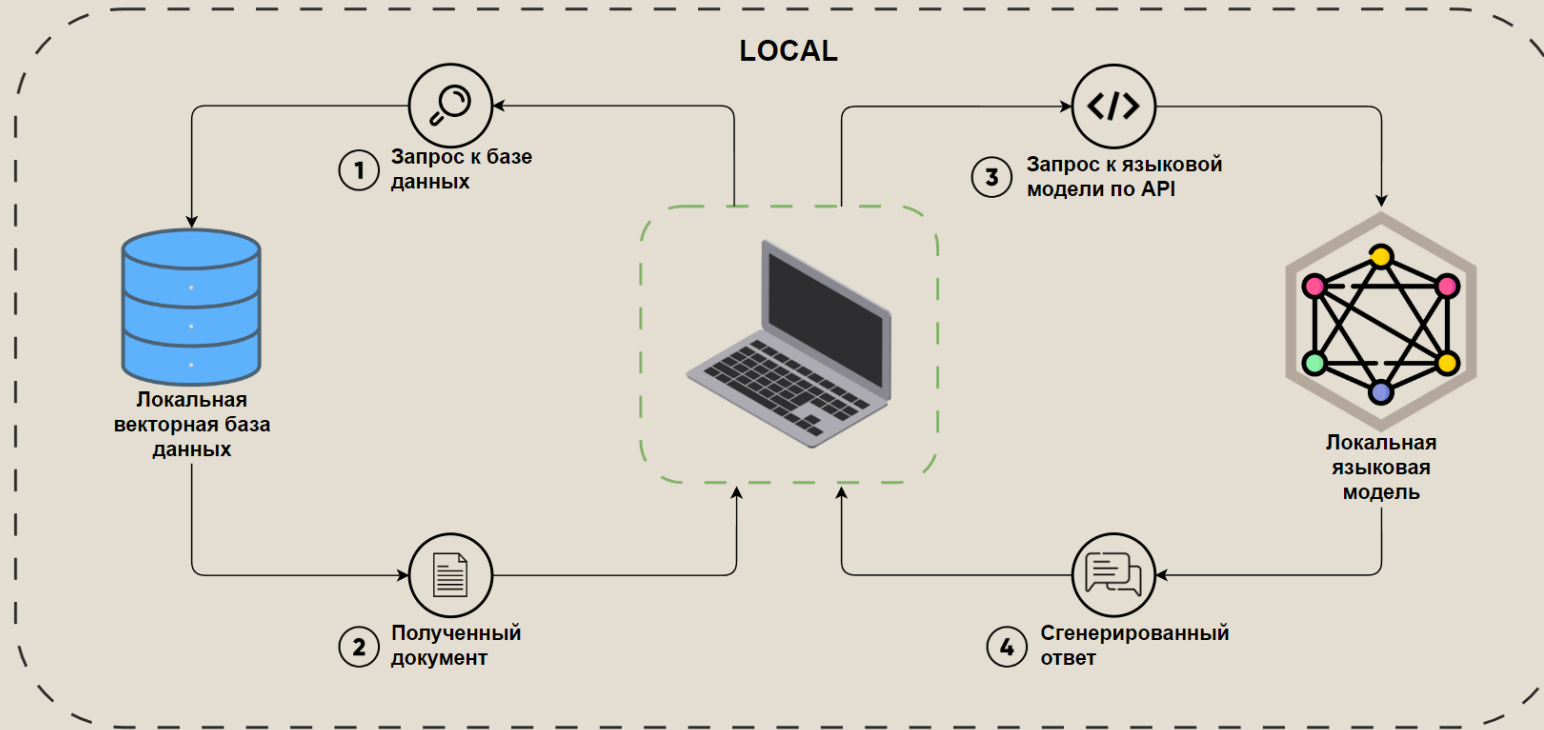 LOCAL
1
Запрос к базе
данных
3
Запрос к языковой
модели по API
Локальная
векторная база
данных
Локальная
языковая
модель
2
Полученный
документ
4
Сгенерированный
ответ